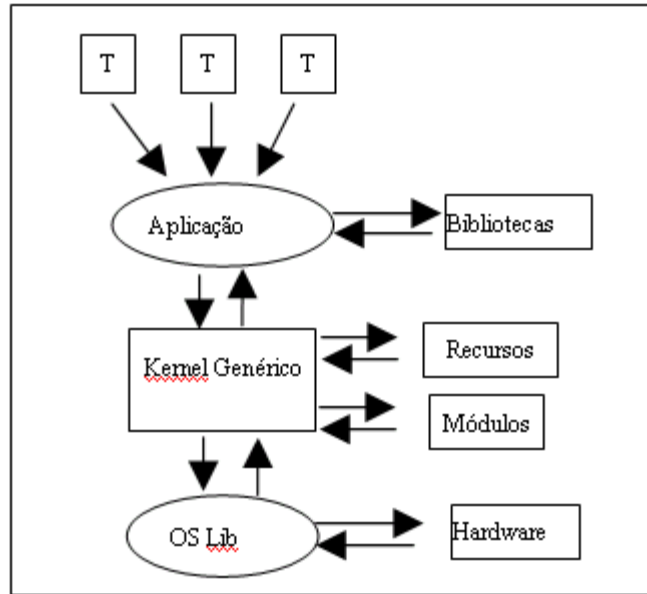 T
T
T
Aplicação
Bibliotecas
Kernel Genérico
Recursos
Módulos
OS Lib
Hardware